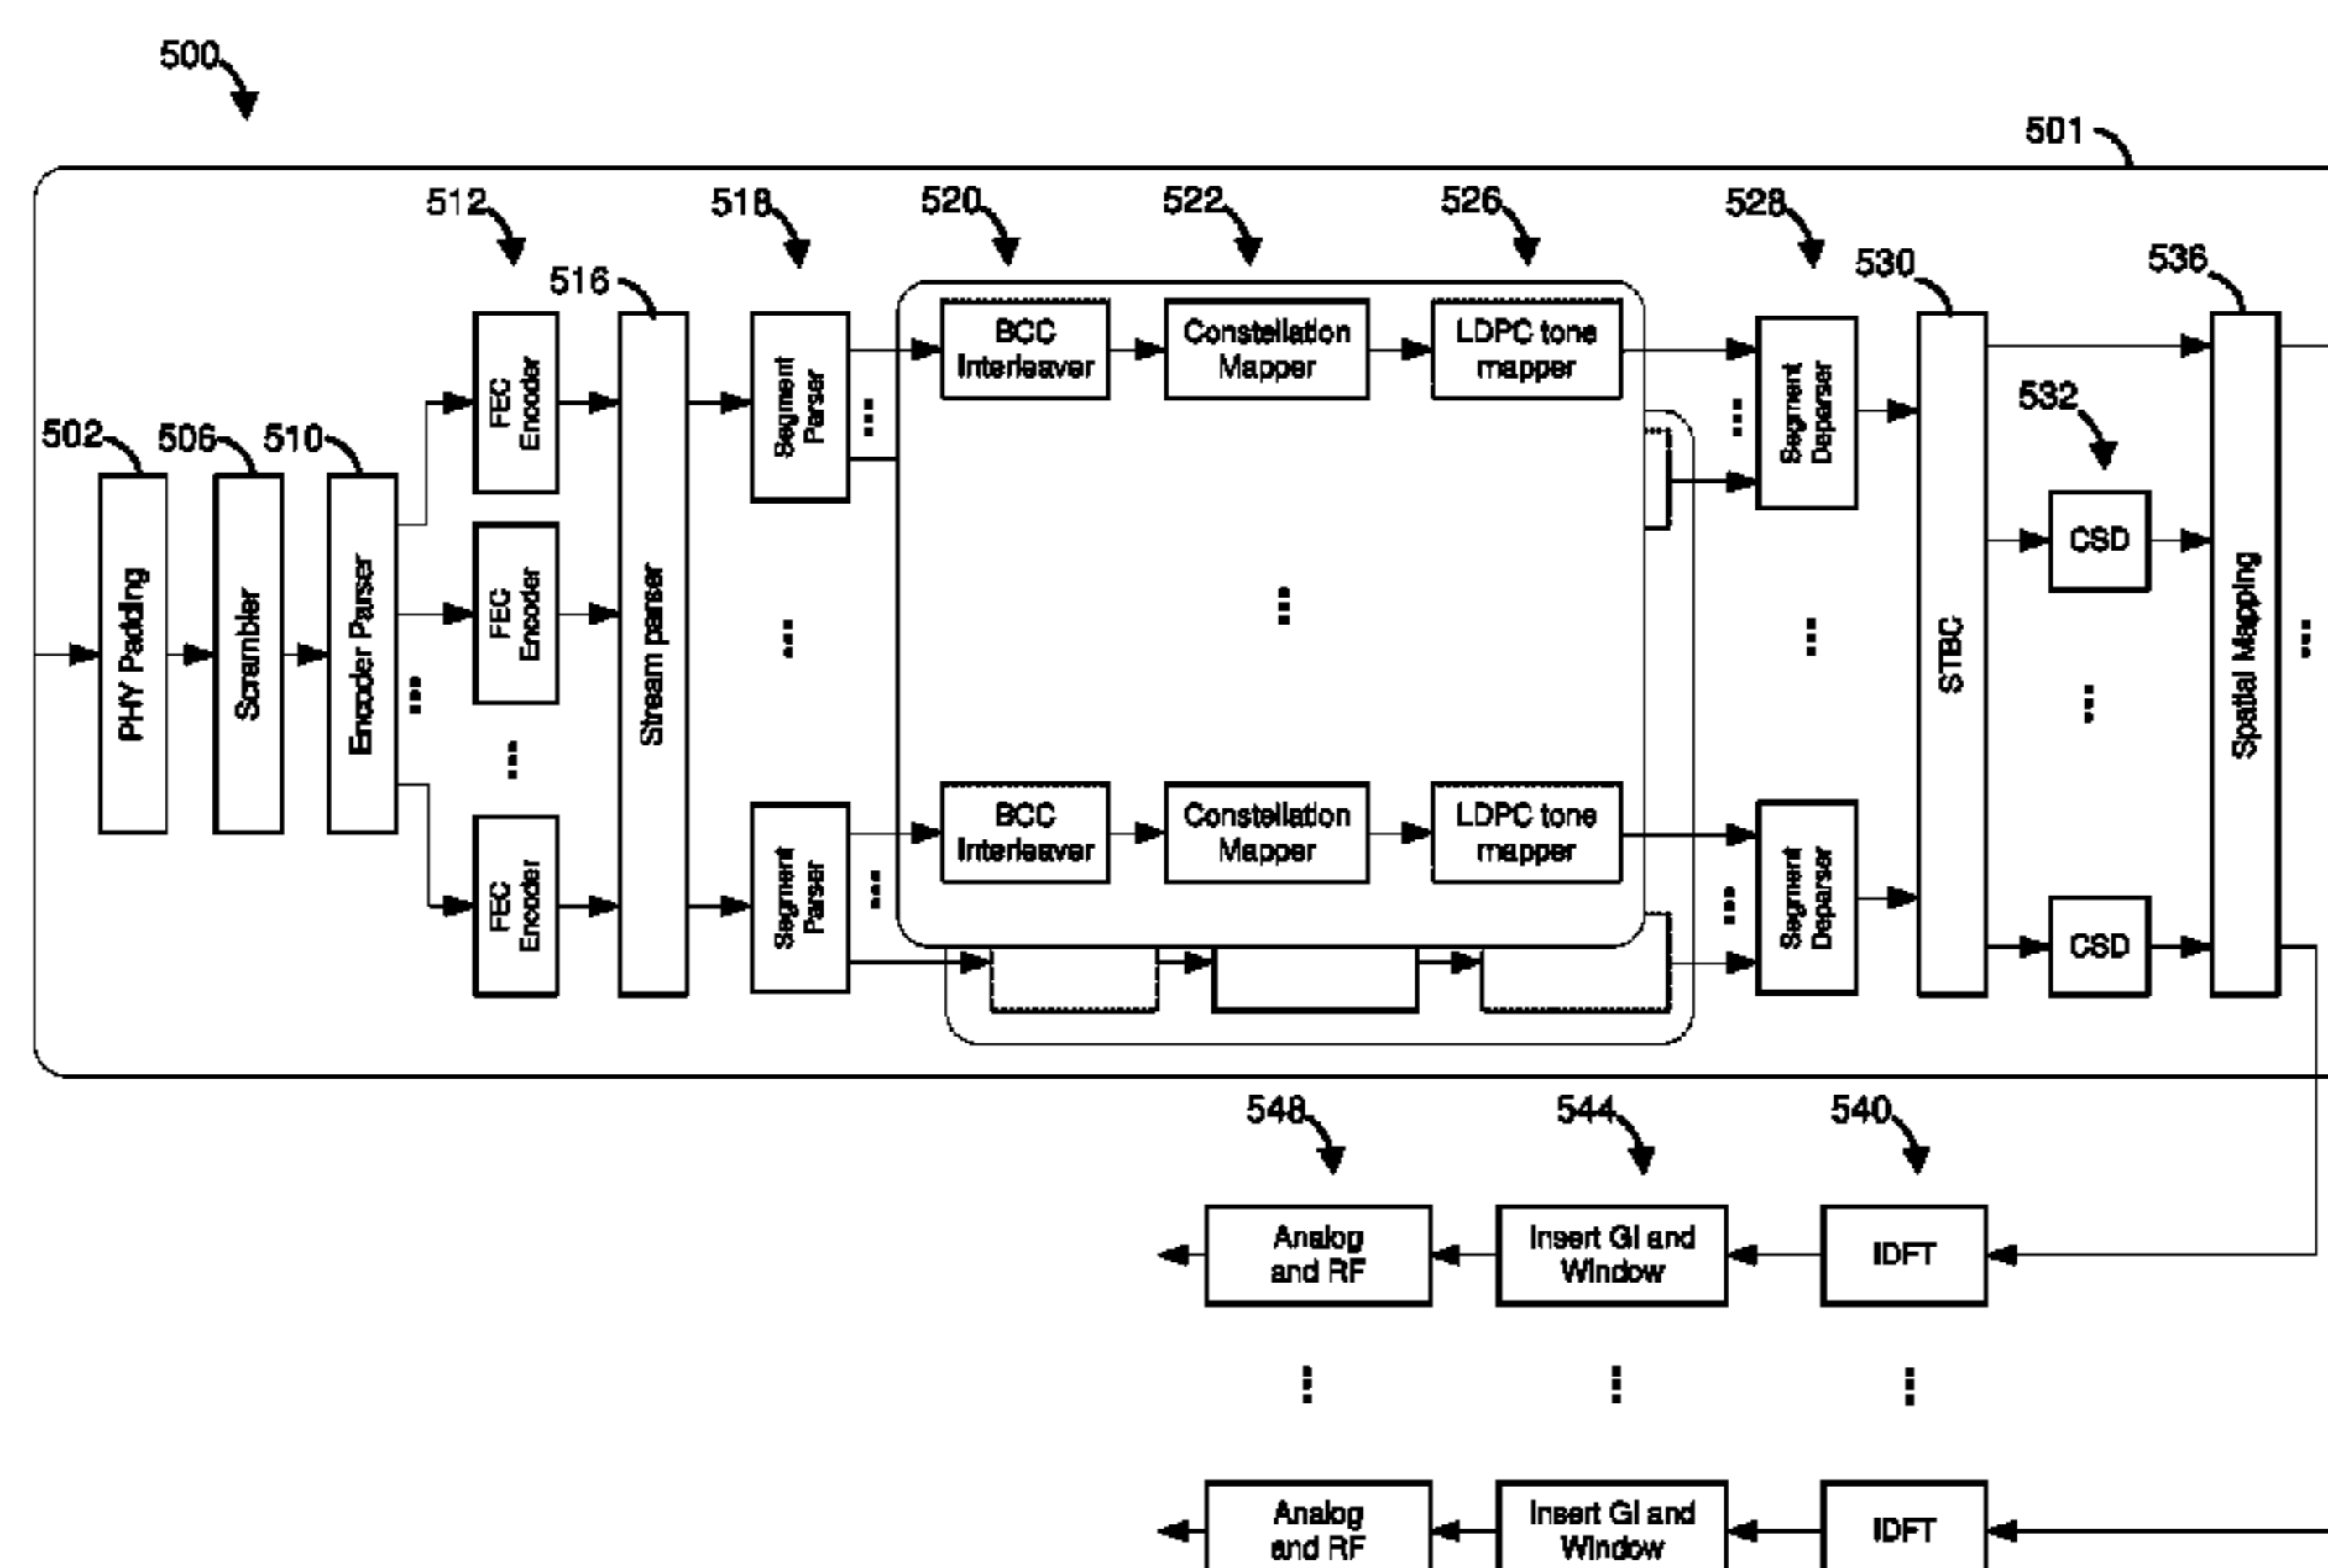 500
501
512
518
520
522
526
528
516
530
536
BCC
Interleaver
Constellation
Mapper
LDPC tone
mapper
FEC
Encoder
Segment
Parser
Segment
Deparser
532
502
506
510
CSD
FEC
Encoder
PHY Padding
Scrambler
Encoder Parser
Stream parser
STBC
Spatial Mapping
BCC
Interleaver
Constellation
Mapper
LDPC tone
mapper
FEC
Encoder
Segment
Parser
Segment
Deparser
CSD
548
544
540
Analog
and RF
Insert GI and
Window
IDFT
Analog
and RF
Insert GI and
Window
IDFT